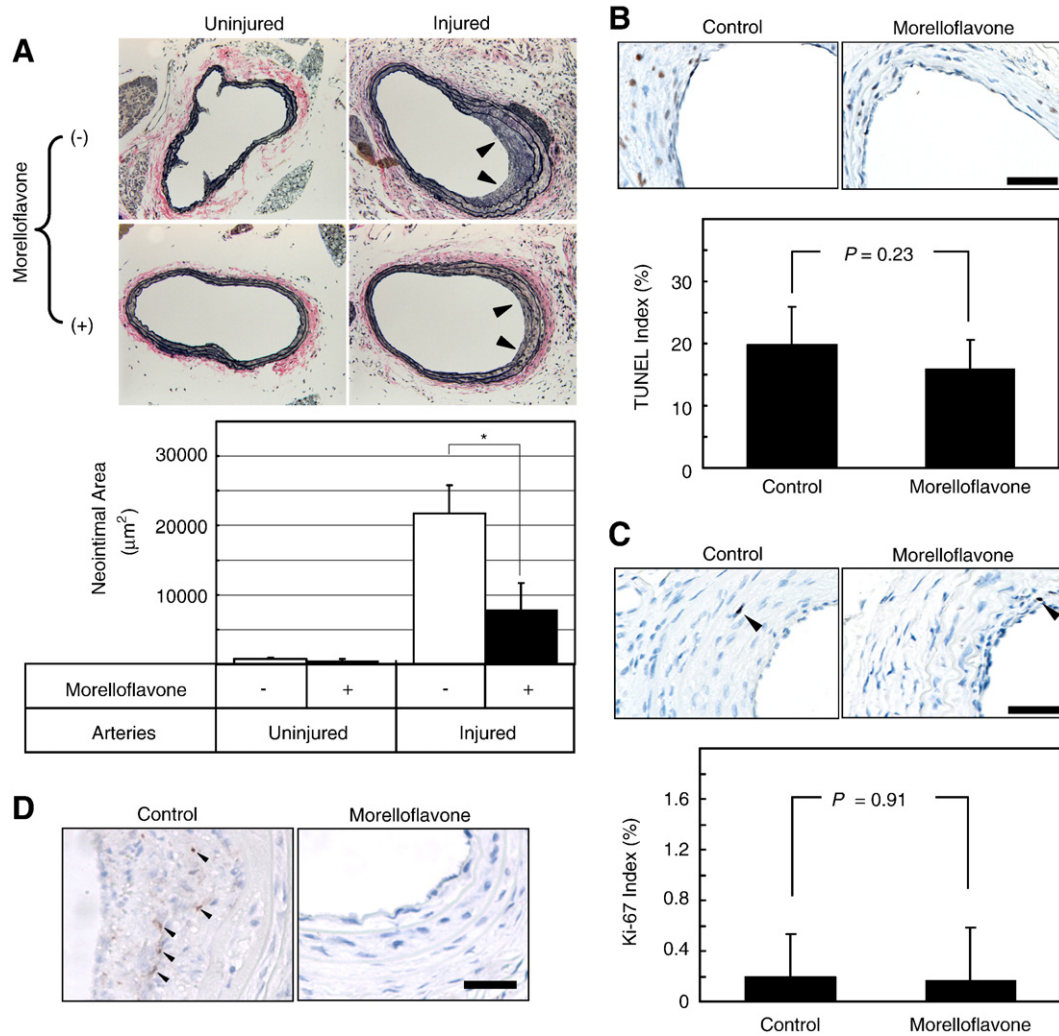 A
Uninjured
Injured
Morelloflavone
(-)
(+)
Neointimal Area
(μm²)
30000
20000
10000
*
Morelloflavone - + - +
Arteries Uninjured Injured
B
Control Morelloflavone
TUNEL Index (%)
30
20
10
0
P = 0.23
Control Morelloflavone
C
Control Morelloflavone
Ki-67 Index (%)
1.6
1.2
0.8
0.4
0
P = 0.91
Control Morelloflavone
D
Control Morelloflavone